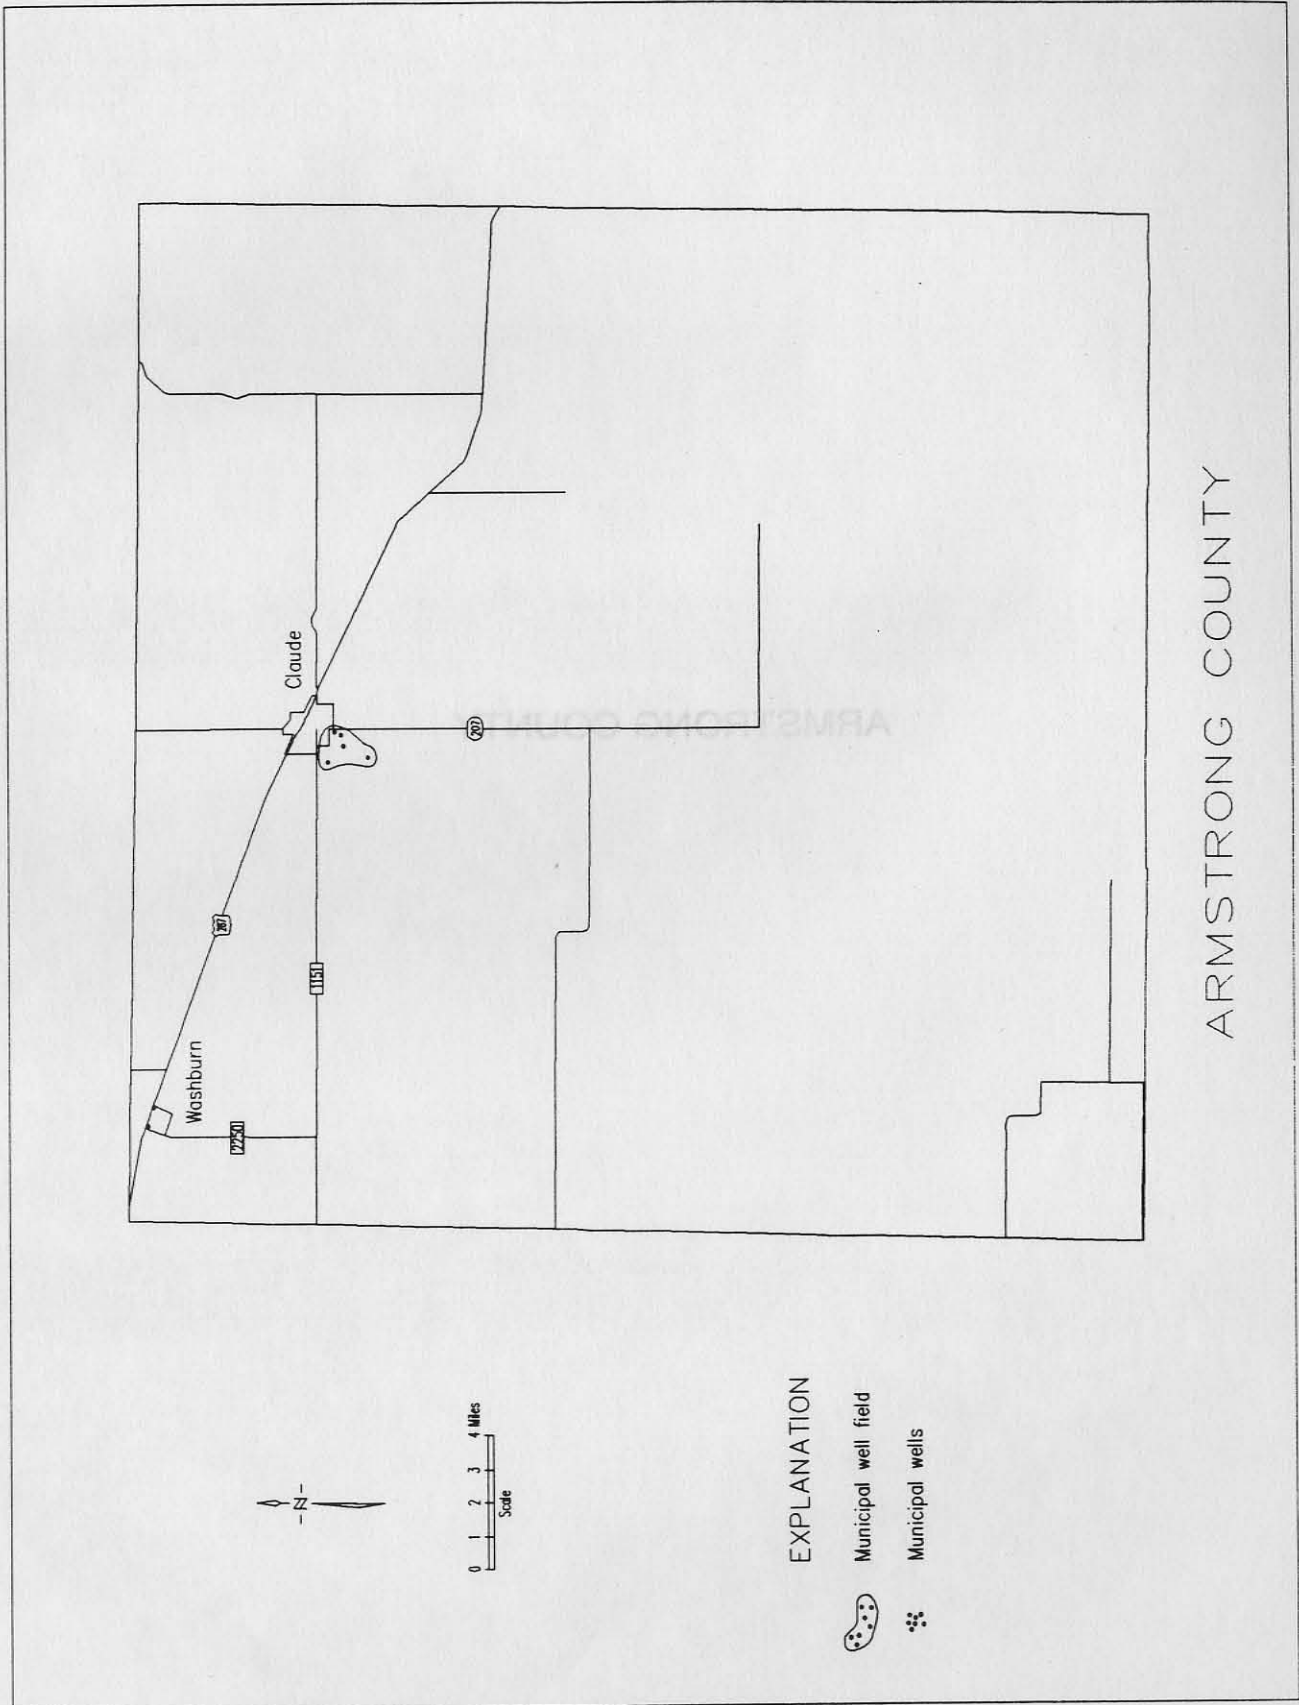 Claude
Washburn
287
1151
2250
207
ARMSTRONG COUNTY
N
0 1 2 3 4 Miles
Scale
EXPLANATION
Municipal well field
Municipal wells
ARMSTRONG COUNTY